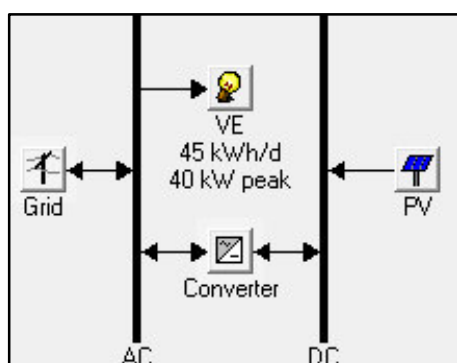 VE
45 kWh/d
40 kW peak
Grid
PV
Converter
AC
DC